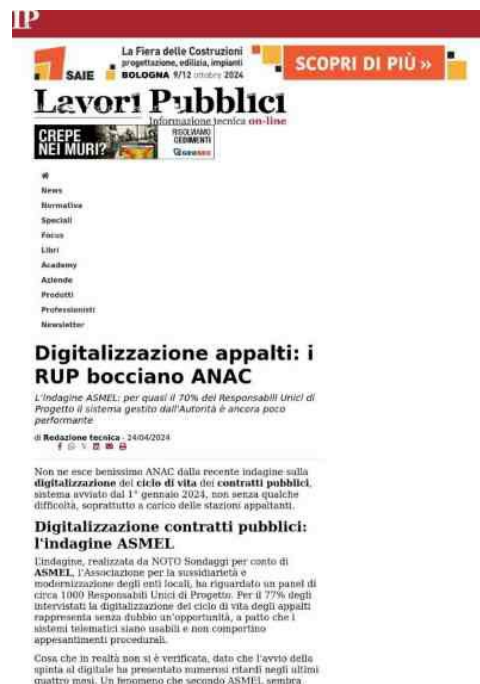 IP
SAIE
La Fiera delle Costruzioni
progettazione, edilizia, impianti
BOLOGNA 9/12 ottobre 2024
SCOPRI DI PIÙ »
Lavori Pubblici
Informazione tecnica on-line
CREPE
NEI MURI?
RISOLVIAMO
CEDIMENTI
GEOSEC
News
Normativa
Speciali
Focus
Libri
Academy
Aziende
Prodotti
Professionisti
Newsletter
Digitalizzazione appalti: i
RUP bocciano ANAC
L'indagine ASMEL: per quasi il 70% dei Responsabili Unici di
Progetto il sistema gestito dall'Autorità è ancora poco
performante
di Redazione tecnica - 24/04/2024
Non ne esce benissimo ANAC dalla recente indagine sulla
digitalizzazione del ciclo di vita dei contratti pubblici,
sistema avviato dal 1° gennaio 2024, non senza qualche
difficoltà, soprattutto a carico delle stazioni appaltanti.
Digitalizzazione contratti pubblici:
l'indagine ASMEL
L'indagine, realizzata da NOTO Sondaggi per conto di
ASMEL, l'Associazione per la sussidiarietà e
modernizzazione degli enti locali, ha riguardato un panel di
circa 1000 Responsabili Unici di Progetto. Per il 77% degli
intervistati la digitalizzazione del ciclo di vita degli appalti
rappresenta senza dubbio un'opportunità, a patto che i
sistemi telematici siano usabili e non comportino
appesantimenti procedurali.
Cosa che in realtà non si è verificata, dato che l'avvio della
spinta al digitale ha presentato numerosi ritardi negli ultimi
quattro mesi. Un fenomeno che secondo ASMEL sembra